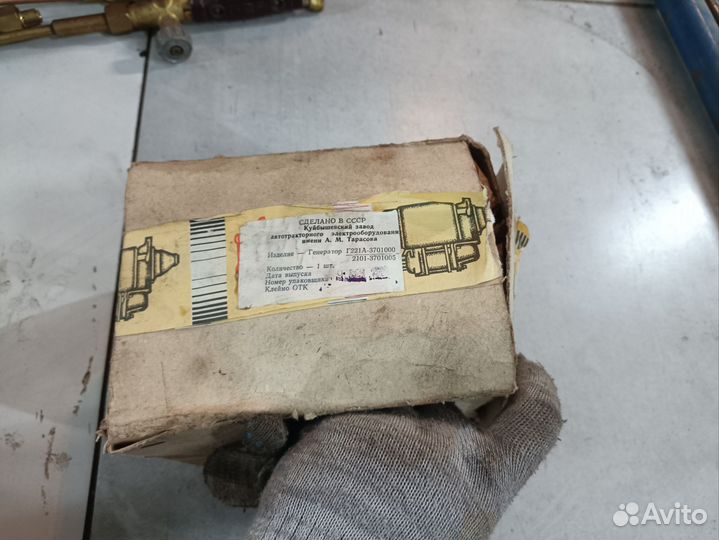 СДЕЛАНО В СССР
Куйбышевский завод
автотракторного электрооборудования
имени А. М. Тарасова
Изделие — Генератор Г221А-3701000
2101-3701005
Количество — 1 шт.
Дата выпуска
Номер упаковщика
Клеймо ОТК
Avito